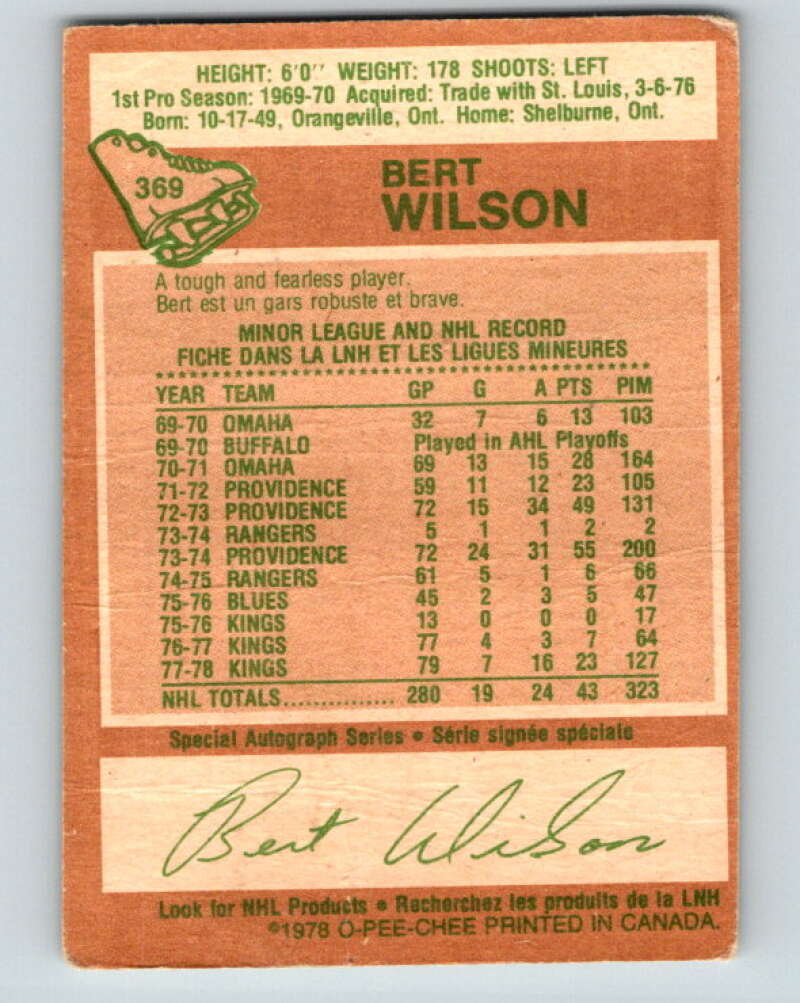 HEIGHT: 6'0" WEIGHT: 178 SHOOTS: LEFT
1st Pro Season: 1969-70 Acquired: Trade with St. Louis, 3-6-76
Born: 10-17-49, Orangeville, Ont. Home: Shelburne, Ont.
369
BERT
WILSON
A tough and fearless player.
Bert est un gars robuste et brave.
MINOR LEAGUE AND NHL RECORD
FICHE DANS LA LNH ET LES LIGUES MINEURES
YEAR TEAM GP G A PTS PIM
69-70 OMAHA 32 7 6 13 103
69-70 BUFFALO Played in AHL Playoffs
70-71 OMAHA 69 13 15 28 164
71-72 PROVIDENCE 59 11 12 23 105
72-73 PROVIDENCE 72 15 34 49 131
73-74 RANGERS 5 1 1 2 2
73-74 PROVIDENCE 72 24 31 55 200
74-75 RANGERS 61 5 1 6 66
75-76 BLUES 45 2 3 5 47
75-76 KINGS 13 0 0 0 17
76-77 KINGS 77 4 3 7 64
77-78 KINGS 79 7 16 23 127
NHL TOTALS................ 280 19 24 43 323
Special Autograph Series • Série signée spéciale
Bert Wilson
Look for NHL Products • Recherchez les produits de la LNH
©1978 O-PEE-CHEE PRINTED IN CANADA.